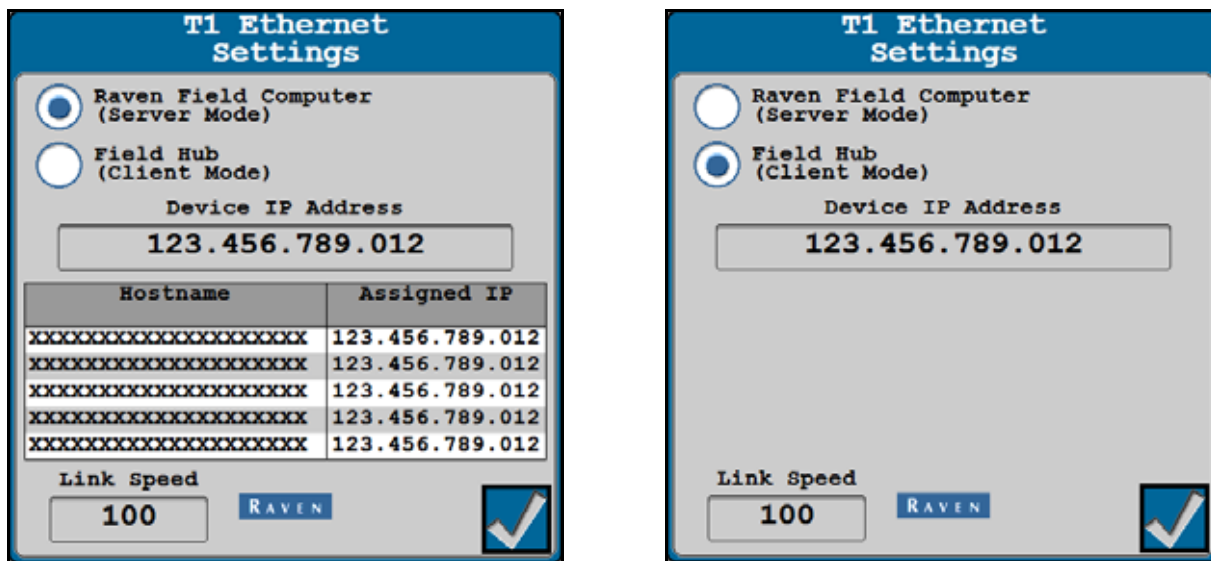 T1 Ethernet
Settings
Raven Field Computer
(Server Mode)
Field Hub
(Client Mode)
Device IP Address
123.456.789.012
Hostname Assigned IP
XXXXXXXXXXXXXXXXXXXX 123.456.789.012
XXXXXXXXXXXXXXXXXXXX 123.456.789.012
XXXXXXXXXXXXXXXXXXXX 123.456.789.012
XXXXXXXXXXXXXXXXXXXX 123.456.789.012
XXXXXXXXXXXXXXXXXXXX 123.456.789.012
Link Speed
100
RAVEN
T1 Ethernet
Settings
Raven Field Computer
(Server Mode)
Field Hub
(Client Mode)
Device IP Address
123.456.789.012
Link Speed
100
RAVEN